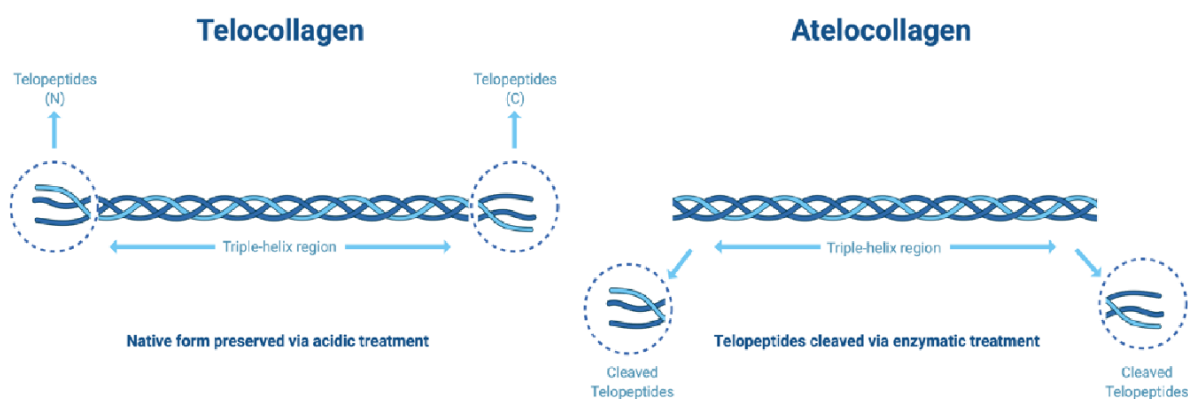 Telocollagen
Telopeptides
(N)
Telopeptides
(C)
Triple-helix region
Native form preserved via acidic treatment
Atelocollagen
Triple-helix region
Telopeptides cleaved via enzymatic treatment
Cleaved
Telopeptides
Cleaved
Telopeptides